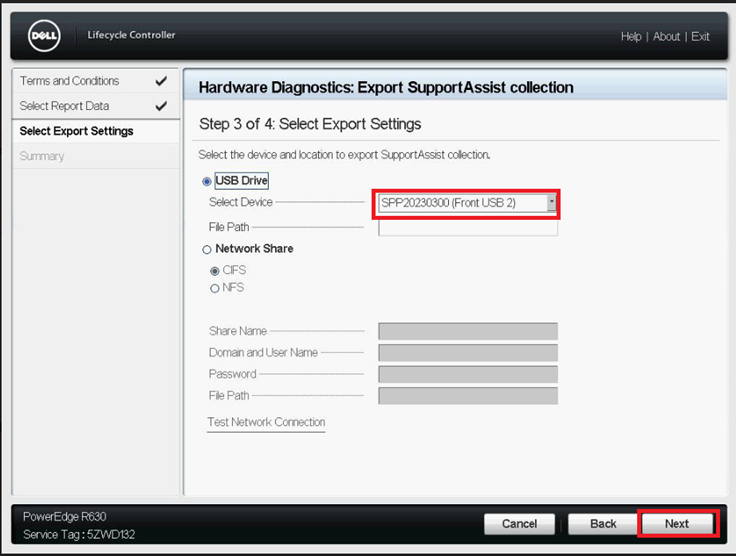 DELL
Lifecycle Controller
Help | About | Exit
Terms and Conditions
Select Report Data
Select Export Settings
Summary
Hardware Diagnostics: Export SupportAssist collection
Step 3 of 4: Select Export Settings
Select the device and location to export SupportAssist collection.
USB Drive
Select Device
SPP20230300 (Front USB 2)
File Path
Network Share
CIFS
NFS
Share Name
Domain and User Name
Password
File Path
Test Network Connection
PowerEdge R630
Service Tag : 5ZWD132
Cancel
Back
Next